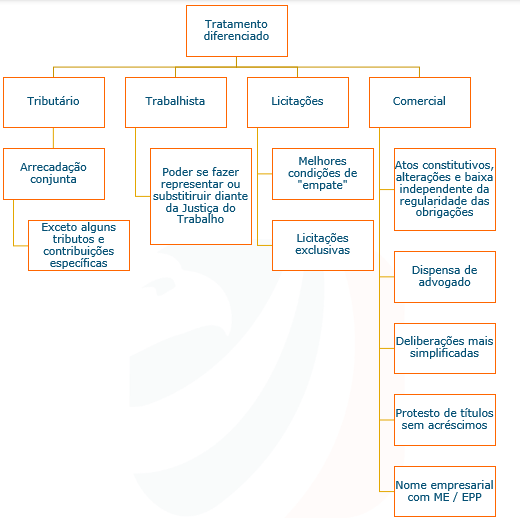 Tratamento
diferenciado
Tributário
Trabalhista
Licitações
Comercial
Arrecadação
conjunta
Exceto alguns
tributos e
contribuições
específicas
Poder se fazer
representar ou
substitiruir diante
da Justiça do
Trabalho
Melhores
condições de
"empate"
Licitações
exclusivas
Atos constitutivos,
alterações e baixa
independente da
regularidade das
obrigações
Dispensa de
advogado
Deliberações mais
simplificadas
Protesto de títulos
sem acréscimos
Nome empresarial
com ME / EPP